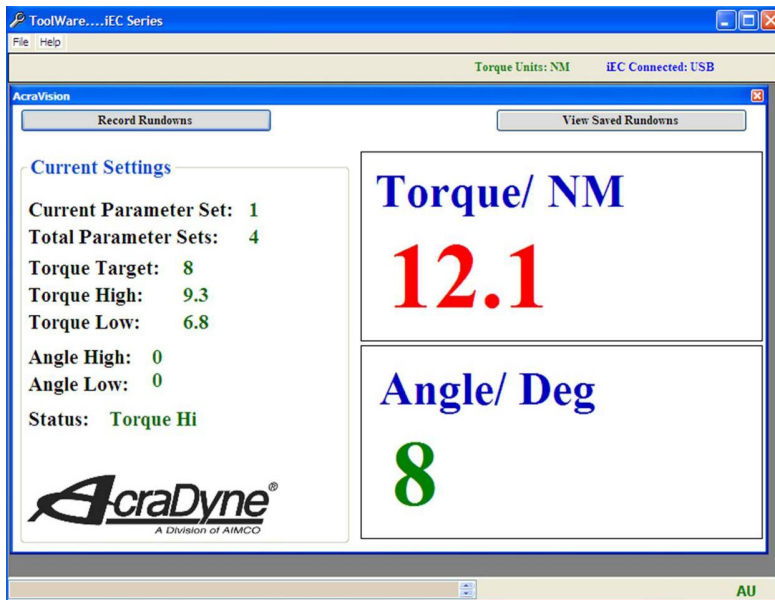 ToolWare....iEC Series
File Help
Torque Units: NM iEC Connected: USB
AcraVision
Record Rundowns View Saved Rundowns
Current Settings
Current Parameter Set: 1
Total Parameter Sets: 4
Torque Target: 8
Torque High: 9.3
Torque Low: 6.8
Angle High: 0
Angle Low: 0
Status: Torque Hi
AcraDyne®
A Division of AIMCO
Torque/ NM
12.1
Angle/ Deg
8
AU